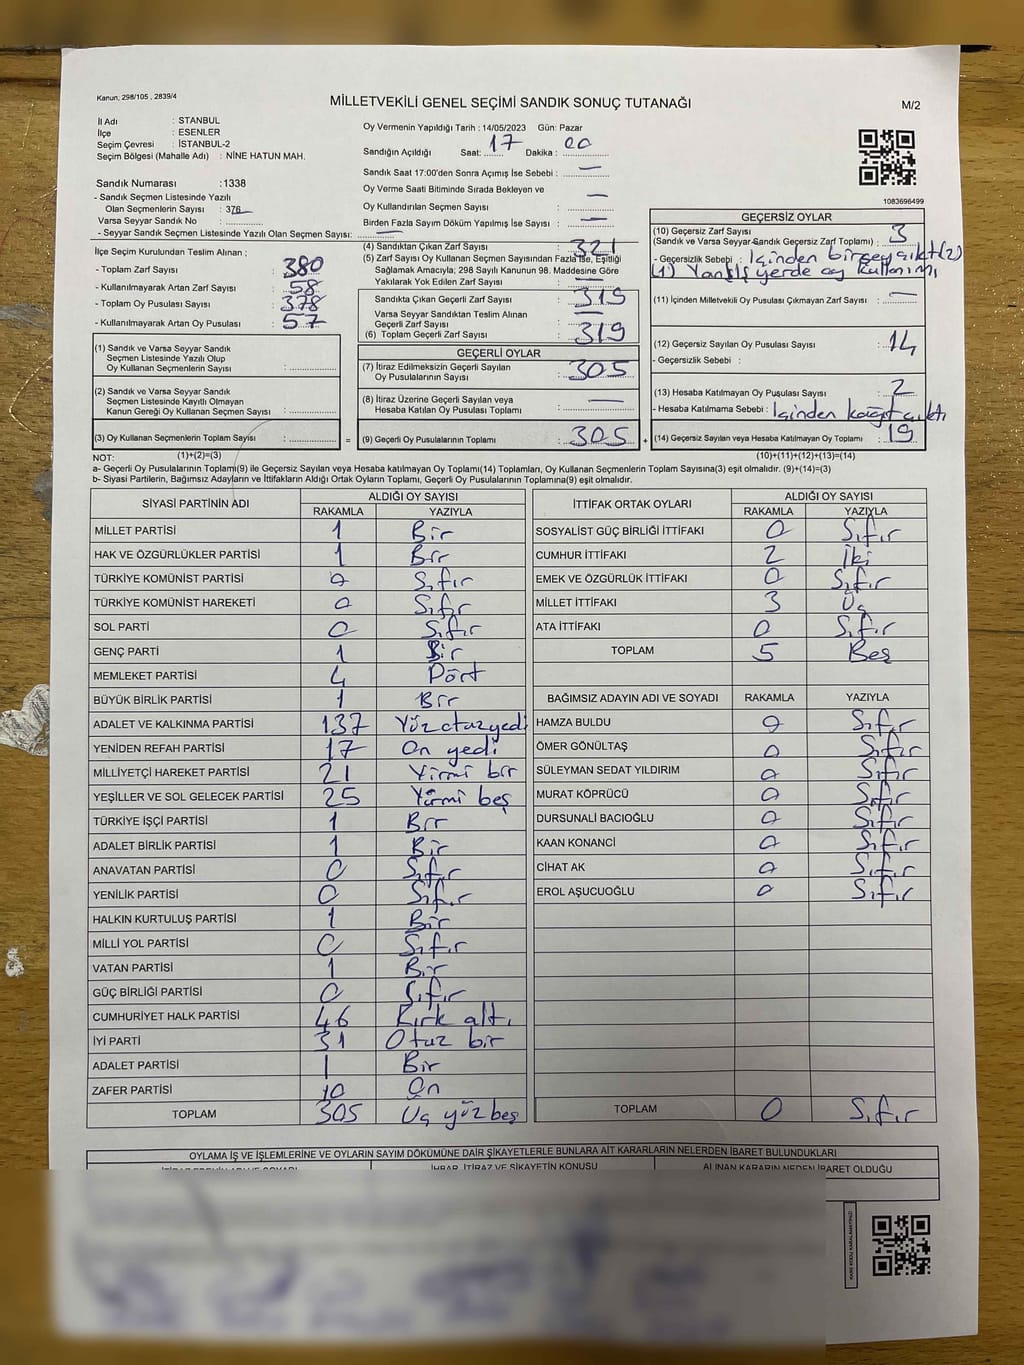 Kanun, 298/105 , 2839/4
MİLLETVEKİLİ GENEL SEÇİMİ SANDIK SONUÇ TUTANAĞI
M/2
İl Adı : STANBUL
İlçe : ESENLER
Seçim Çevresi : İSTANBUL-2
Seçim Bölgesi (Mahalle Adı) : NİNE HATUN MAH.
Sandık Numarası :1338
- Sandık Seçmen Listesinde Yazılı
Olan Seçmenlerin Sayısı : 376
Varsa Seyyar Sandık No :
- Seyyar Sandık Seçmen Listesinde Yazılı Olan Seçmen Sayısı:
Oy Vermenin Yapıldığı Tarih : 14/05/2023 Gün: Pazar
Sandığın Açıldığı Saat: 17 Dakika : 00
Sandık Saat 17:00'den Sonra Açımış İse Sebebi : —
Oy Verme Saati Bitiminde Sırada Bekleyen ve
Oy Kullandırılan Seçmen Sayısı : —
Birden Fazla Sayım Döküm Yapılmış İse Sayısı : —
1083696499
İlçe Seçim Kurulundan Teslim Alınan ;
- Toplam Zarf Sayısı : 380
- Kullanılmayarak Artan Zarf Sayısı : 58
- Toplam Oy Pusulası Sayısı : 378
- Kullanılmayarak Artan Oy Pusulası : 57
(1) Sandık ve Varsa Seyyar Sandık
Seçmen Listesinde Yazılı Olup
Oy Kullanan Seçmenlerin Sayısı :
(2) Sandık ve Varsa Seyyar Sandık
Seçmen Listesinde Kayıtlı Olmayan
Kanun Gereği Oy Kullanan Seçmen Sayısı :
(3) Oy Kullanan Seçmenlerin Toplam Sayısı : =
(1)+(2)=(3)
(4) Sandıktan Çıkan Zarf Sayısı : 321
(5) Zarf Sayısı Oy Kullanan Seçmen Sayısından Fazla İse, Eşitliği
Sağlamak Amacıyla; 298 Sayılı Kanunun 98. Maddesine Göre
Yakılarak Yok Edilen Zarf Sayısı : —
Sandıkta Çıkan Geçerli Zarf Sayısı : 319
Varsa Seyyar Sandıktan Teslim Alınan
Geçerli Zarf Sayısı : —
(6) Toplam Geçerli Zarf Sayısı : 319
GEÇERLİ OYLAR
(7) İtiraz Edilmeksizin Geçerli Sayılan
Oy Pusulalarının Sayısı : 305
(8) İtiraz Üzerine Geçerli Sayılan veya
Hesaba Katılan Oy Pusulası Toplamı : —
(9) Geçerli Oy Pusulalarının Toplamı : 305 +
GEÇERSİZ OYLAR
(10) Geçersiz Zarf Sayısı
(Sandık ve Varsa Seyyar Sandık Geçersiz Zarf Toplamı) : 3
- Geçersizlik Sebebi : İçinden birşey çıktı(2)
(1) Yanlış yerde oy kullanımı
(11) İçinden Milletvekili Oy Pusulası Çıkmayan Zarf Sayısı : —
(12) Geçersiz Sayılan Oy Pusulası Sayısı : 14
- Geçersizlik Sebebi :
(13) Hesaba Katılmayan Oy Pusulası Sayısı : 2
- Hesaba Katılmama Sebebi : İçinden kağıt çıktı
(14) Geçersiz Sayılan veya Hesaba Katılmayan Oy Toplamı : 19
(10)+(11)+(12)+(13)=(14)
NOT:
a- Geçerli Oy Pusulalarının Toplamı(9) ile Geçersiz Sayılan veya Hesaba katılmayan Oy Toplamı(14) Toplamları, Oy Kullanan Seçmenlerin Toplam Sayısına(3) eşit olmalıdır. (9)+(14)=(3)
b- Siyasi Partilerin, Bağımsız Adayların ve İttifakların Aldığı Ortak Oyların Toplamı, Geçerli Oy Pusulalarının Toplamına(9) eşit olmalıdır.
SİYASİ PARTİNİN ADI ALDIĞI OY SAYISI
RAKAMLA YAZIYLA
MİLLET PARTİSİ 1 Bir
HAK VE ÖZGÜRLÜKLER PARTİSİ 1 Bir
TÜRKİYE KOMÜNİST PARTİSİ 0 Sıfır
TÜRKİYE KOMÜNİST HAREKETİ 0 Sıfır
SOL PARTİ 0 Sıfır
GENÇ PARTİ 1 Bir
MEMLEKET PARTİSİ 4 Dört
BÜYÜK BİRLİK PARTİSİ 1 Bir
ADALET VE KALKINMA PARTİSİ 137 Yüz otuz yedi
YENİDEN REFAH PARTİSİ 17 On yedi
MİLLİYETÇİ HAREKET PARTİSİ 21 Yirmi bir
YEŞİLLER VE SOL GELECEK PARTİSİ 25 Yirmi beş
TÜRKİYE İŞÇİ PARTİSİ 1 Bir
ADALET BİRLİK PARTİSİ 1 Bir
ANAVATAN PARTİSİ 0 Sıfır
YENİLİK PARTİSİ 0 Sıfır
HALKIN KURTULUŞ PARTİSİ 1 Bir
MİLLİ YOL PARTİSİ 0 Sıfır
VATAN PARTİSİ 1 Bir
GÜÇ BİRLİĞİ PARTİSİ 0 Sıfır
CUMHURİYET HALK PARTİSİ 46 Kırk altı
İYİ PARTİ 31 Otuz bir
ADALET PARTİSİ 1 Bir
ZAFER PARTİSİ 10 On
TOPLAM 305 Üç yüz beş
İTTİFAK ORTAK OYLARI ALDIĞI OY SAYISI
RAKAMLA YAZIYLA
SOSYALİST GÜÇ BİRLİĞİ İTTİFAKI 0 Sıfır
CUMHUR İTTİFAKI 2 İki
EMEK VE ÖZGÜRLÜK İTTİFAKI 0 Sıfır
MİLLET İTTİFAKI 3 Üç
ATA İTTİFAKI 0 Sıfır
TOPLAM 5 Beş
BAĞIMSIZ ADAYIN ADI VE SOYADI RAKAMLA YAZIYLA
HAMZA BULDU 0 Sıfır
ÖMER GÖNÜLTAŞ 0 Sıfır
SÜLEYMAN SEDAT YILDIRIM 0 Sıfır
MURAT KÖPRÜCÜ 0 Sıfır
DURSUNALİ BACIOĞLU 0 Sıfır
KAAN KONANCİ 0 Sıfır
CİHAT AK 0 Sıfır
EROL AŞUCUOĞLU 0 Sıfır
TOPLAM 0 Sıfır
OYLAMA İŞ VE İŞLEMLERİNE VE OYLARIN SAYIM DÖKÜMÜNE DAİR ŞİKAYETLERLE BUNLARA AİT KARARLARIN NELERDEN İBARET BULUNDUKLARI
İHBAR, İTİRAZ VE ŞİKAYETİN KONUSU ALINAN KARARIN NEDEN İBARET OLDUĞU
KARE KODU KARALAMAYINIZ!